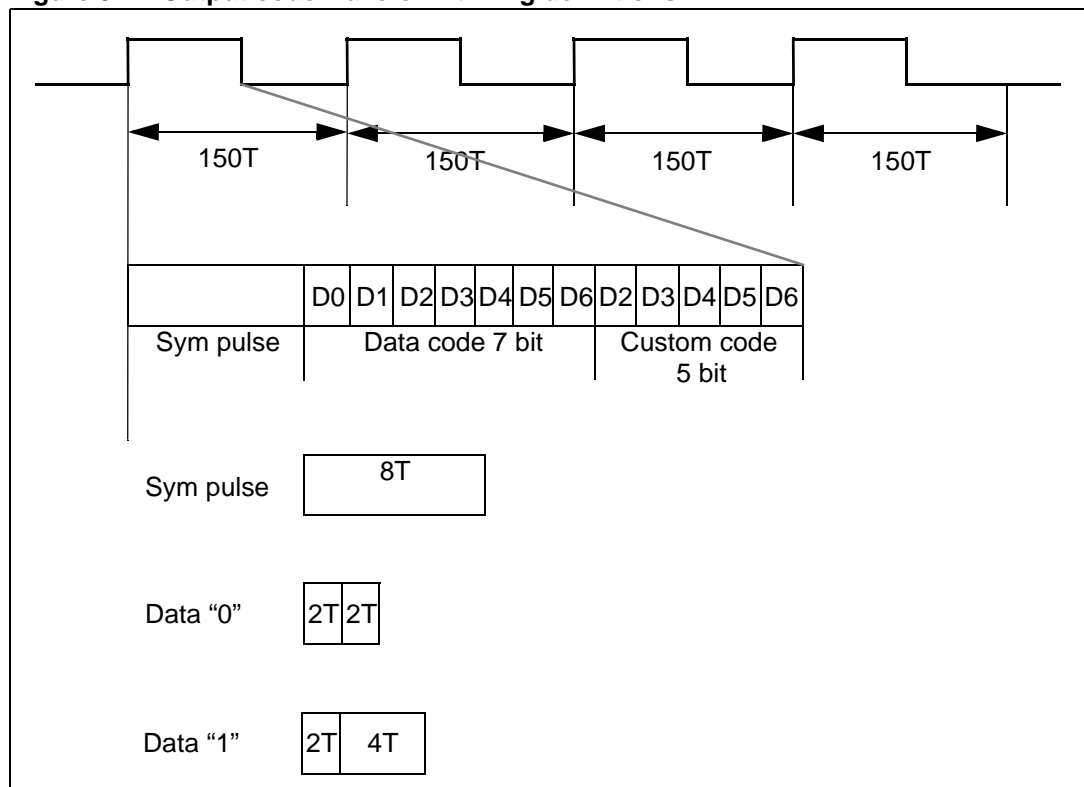 150T 150T 150T 150T
D0 D1 D2 D3 D4 D5 D6 D2 D3 D4 D5 D6
Sym pulse Data code 7 bit Custom code
5 bit
Sym pulse 8T
Data “0” 2T 2T
Data “1” 2T 4T